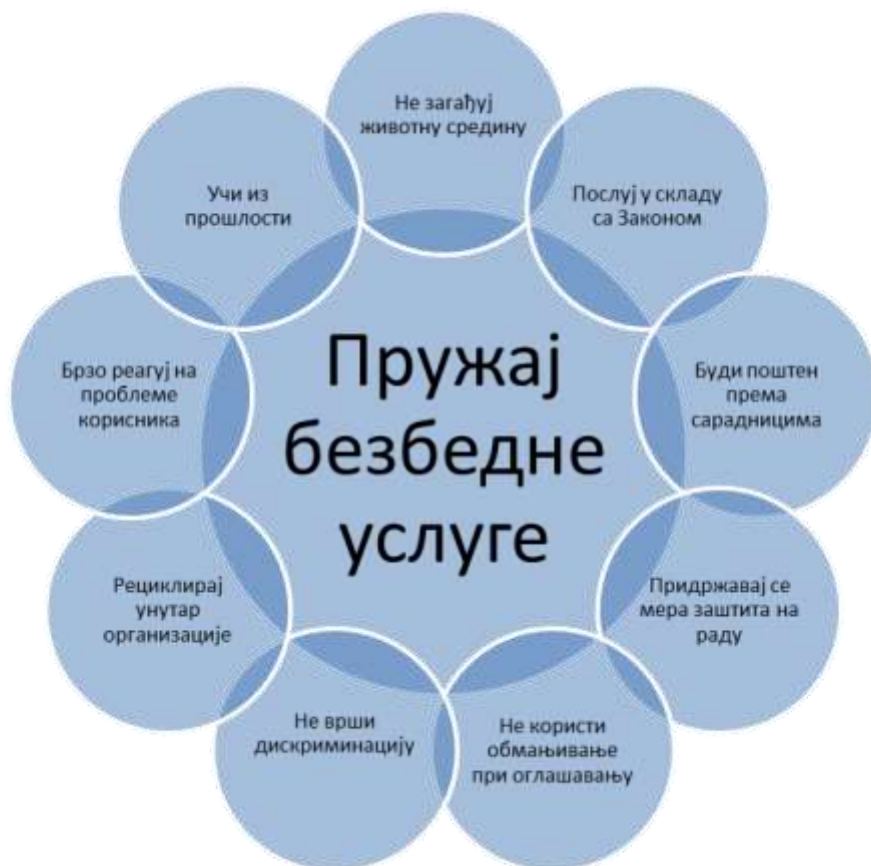 Не загађуј
животну средину
Послуј у складу
са Законом
Буди поштен
према
сарадницима
Придржавај се
мера заштита на
раду
Не користи
обмањивање
при оглашавању
Не врши
дискриминацију
Рециклирај
унутар
организације
Брзо реагуј на
проблеме
корисника
Учи из
прошлости
Пружај
безбедне
услуге